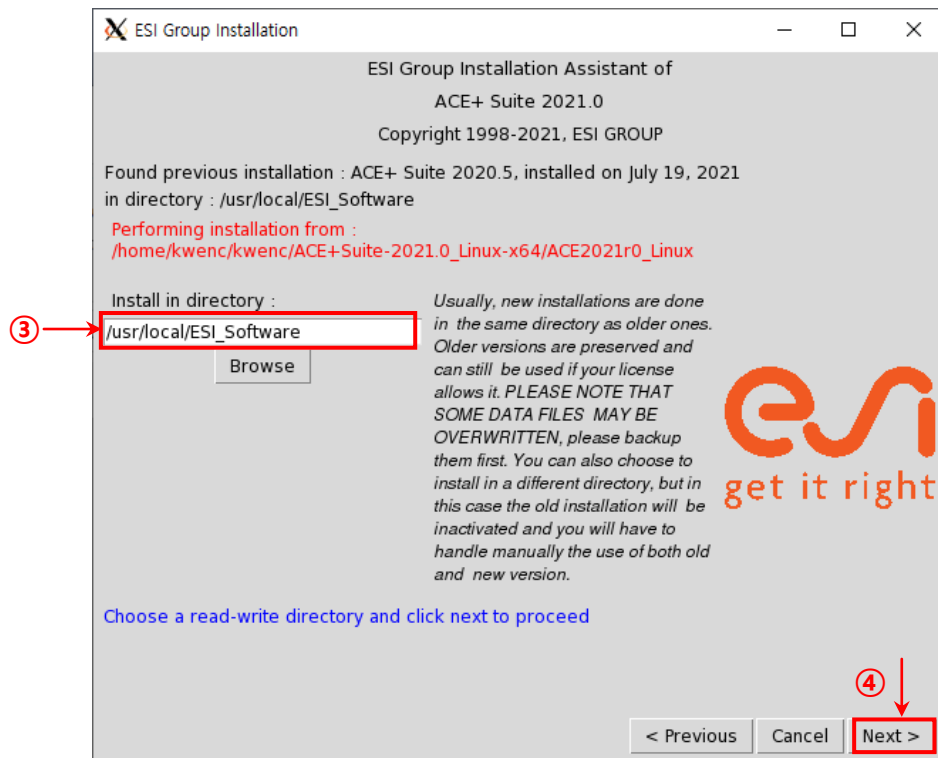 ESI Group Installation
ESI Group Installation Assistant of
ACE+ Suite 2021.0
Copyright 1998-2021, ESI GROUP
Found previous installation : ACE+ Suite 2020.5, installed on July 19, 2021
in directory : /usr/local/ESI_Software
Performing installation from :
/home/kwenc/kwenc/ACE+Suite-2021.0_Linux-x64/ACE2021r0_Linux
Install in directory :
③
/usr/local/ESI_Software
Browse
Usually, new installations are done
in the same directory as older ones.
Older versions are preserved and
can still be used if your license
allows it. PLEASE NOTE THAT
SOME DATA FILES MAY BE
OVERWRITTEN, please backup
them first. You can also choose to
install in a different directory, but in
this case the old installation will be
inactivated and you will have to
handle manually the use of both old
and new version.
esi
get it right
Choose a read-write directory and click next to proceed
④
< Previous
Cancel
Next >